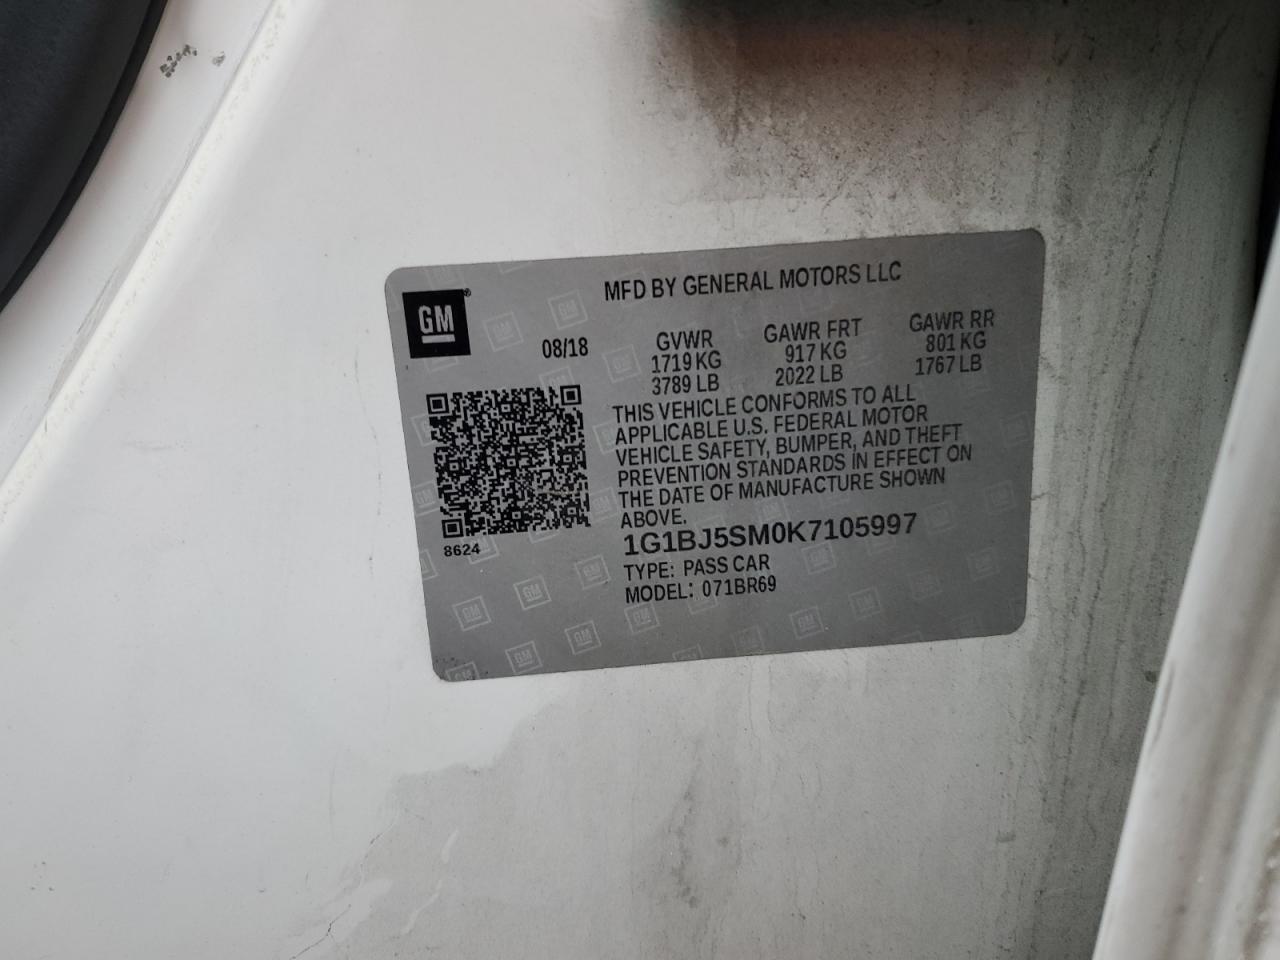 MFD BY GENERAL MOTORS LLC
GM®
08/18
GVWR
1719 KG
3789 LB
GAWR FRT
917 KG
2022 LB
GAWR RR
801 KG
1767 LB
THIS VEHICLE CONFORMS TO ALL
APPLICABLE U.S. FEDERAL MOTOR
VEHICLE SAFETY, BUMPER, AND THEFT
PREVENTION STANDARDS IN EFFECT ON
THE DATE OF MANUFACTURE SHOWN
ABOVE.
8624
1G1BJ5SM0K7105997
TYPE: PASS CAR
MODEL: 071BR69